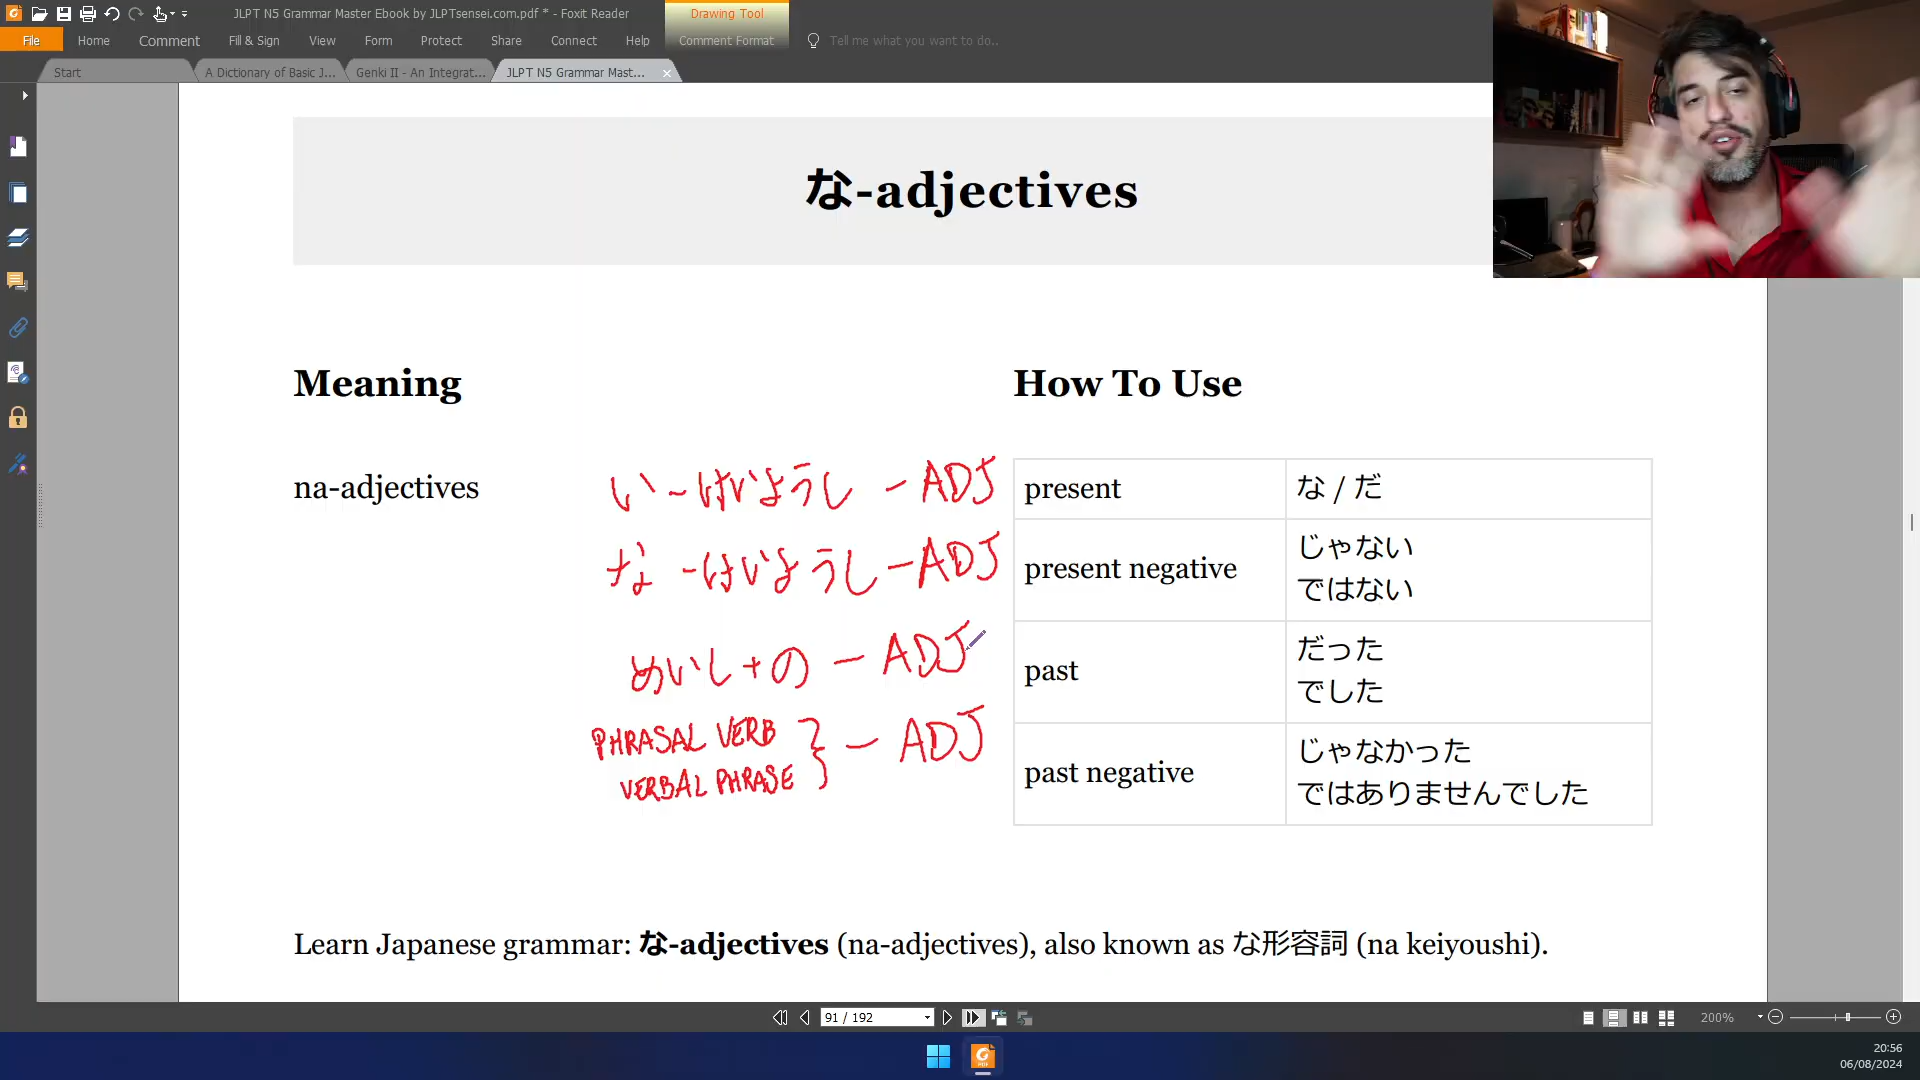 JLPT N5 Grammar Master Ebook by JLPTsensei.com.pdf * - Foxit Reader
Drawing Tool
File Home Comment Fill & Sign View Form Protect Share Connect Help Comment Format Tell me what you want to do..
Start A Dictionary of Basic J... Genki II - An Integrat... JLPT N5 Grammar Mast...
な-adjectives
Meaning
How To Use
na-adjectives
い-けいようし - ADJ
な-けいようし - ADJ
めいし+の - ADJ
PHRASAL VERB
VERBAL PHRASE } - ADJ
present な / だ
present negative じゃない
ではない
past だった
でした
past negative じゃなかった
ではありませんでした
Learn Japanese grammar: な-adjectives (na-adjectives), also known as な形容詞 (na keiyoushi).
91 / 192
200%
20:56
06/08/2024